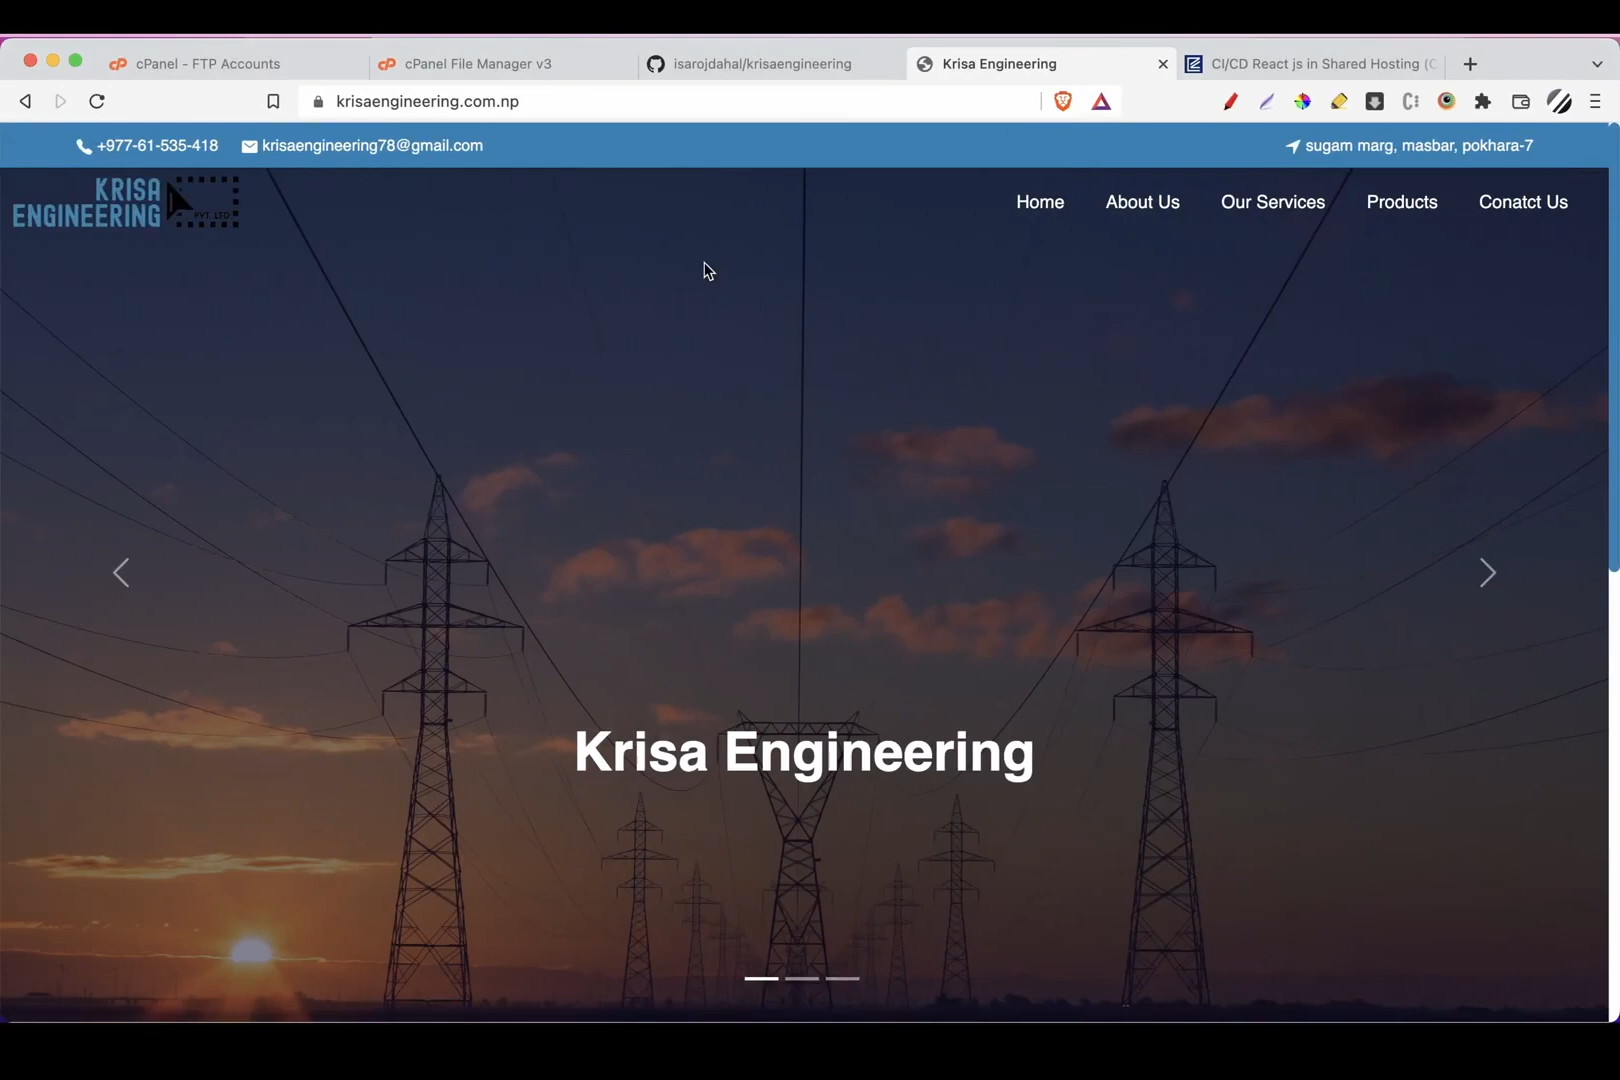 cPanel - FTP Accounts
cPanel File Manager v3
isarojdahal/krisaengineering
Krisa Engineering
CI/CD React js in Shared Hosting (C
krisaengineering.com.np
+977-61-535-418
krisaengineering78@gmail.com
sugam marg, masbar, pokhara-7
KRISA
ENGINEERING
PVT. LTD.
Home
About Us
Our Services
Products
Conatct Us
Krisa Engineering